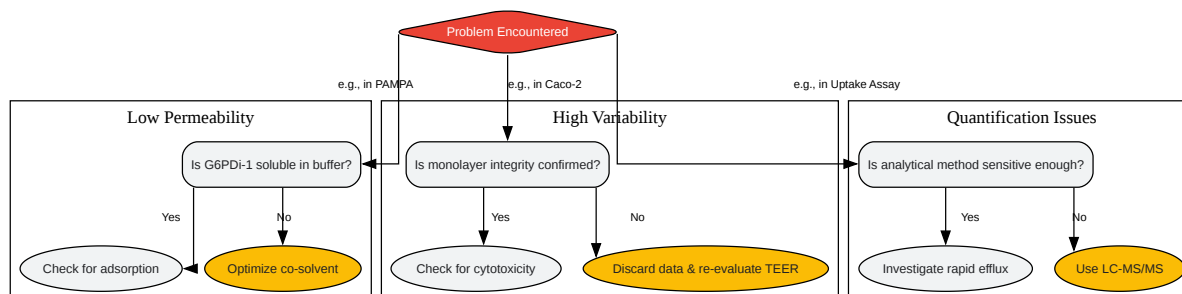 Problem Encountered
e.g., in PAMPA
e.g., in Caco-2
e.g., in Uptake Assay
Low Permeability
High Variability
Quantification Issues
Is G6PDi-1 soluble in buffer?
Is monolayer integrity confirmed?
Is analytical method sensitive enough?
Yes
No
Yes
No
Yes
No
Check for adsorption
Optimize co-solvent
Check for cytotoxicity
Discard data & re-evaluate TEER
Investigate rapid efflux
Use LC-MS/MS